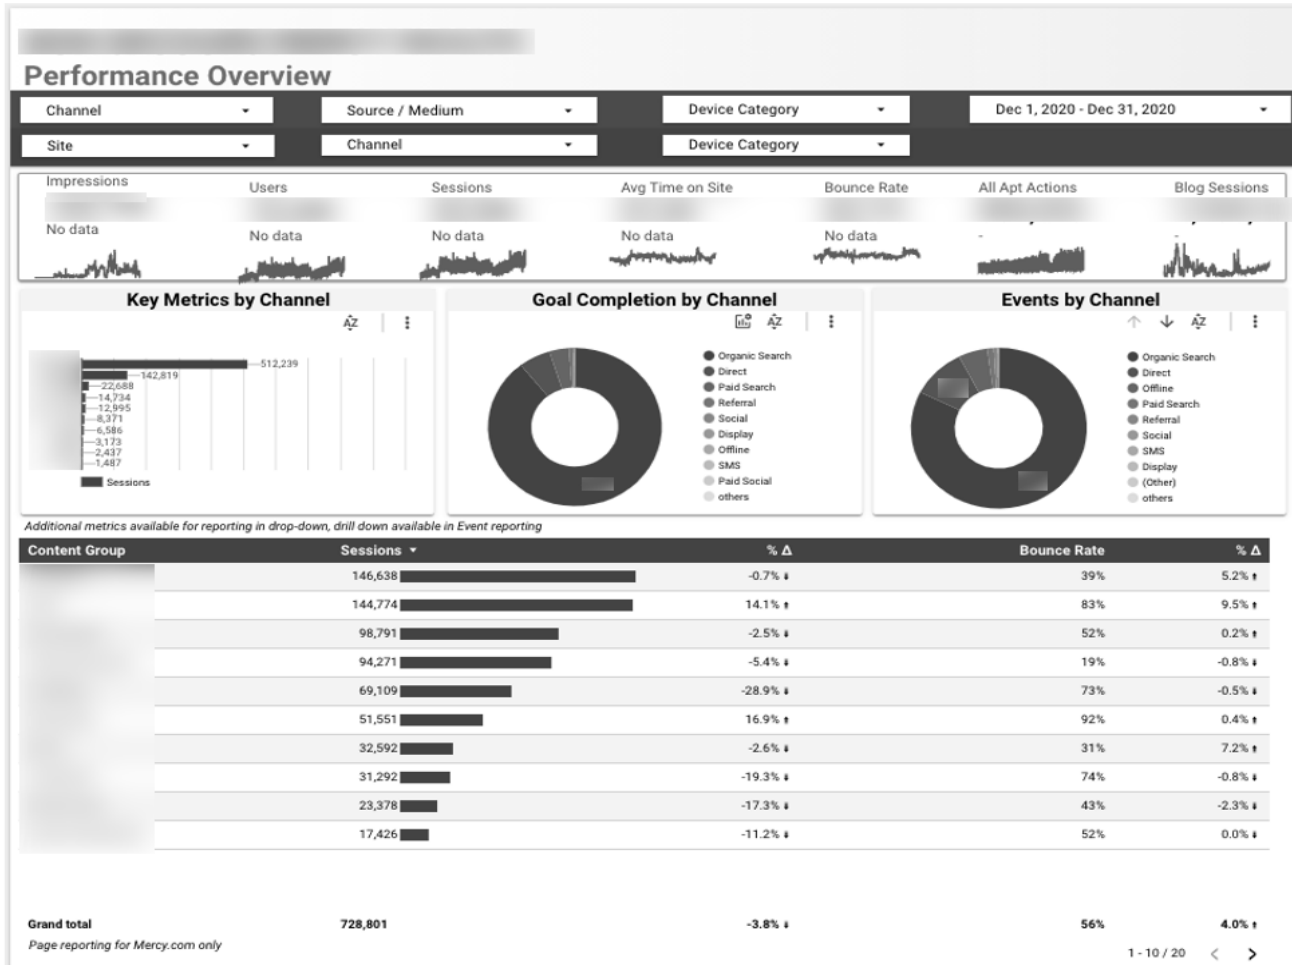 Performance Overview
Channel
Source / Medium
Device Category
Dec 1, 2020 - Dec 31, 2020
Site
Channel
Device Category
Impressions
Users
Sessions
Avg Time on Site
Bounce Rate
All Apt Actions
Blog Sessions
No data
No data
No data
No data
No data
-
-
Key Metrics by Channel
AZ
512,239
142,819
22,688
14,734
12,995
8,371
6,586
3,173
2,437
1,487
Sessions
Goal Completion by Channel
AZ
Organic Search
Direct
Paid Search
Referral
Social
Display
Offline
SMS
Paid Social
others
Events by Channel
AZ
Organic Search
Direct
Offline
Paid Search
Referral
Social
SMS
Display
(Other)
others
Additional metrics available for reporting in drop-down, drill down available in Event reporting
Content Group Sessions % Δ Bounce Rate % Δ
146,638 -0.7% 39% 5.2%
144,774 14.1% 83% 9.5%
98,791 -2.5% 52% 0.2%
94,271 -5.4% 19% -0.8%
69,109 -28.9% 73% -0.5%
51,551 16.9% 92% 0.4%
32,592 -2.6% 31% 7.2%
31,292 -19.3% 74% -0.8%
23,378 -17.3% 43% -2.3%
17,426 -11.2% 52% 0.0%
Grand total 728,801 -3.8% 56% 4.0%
Page reporting for Mercy.com only
1 - 10 / 20